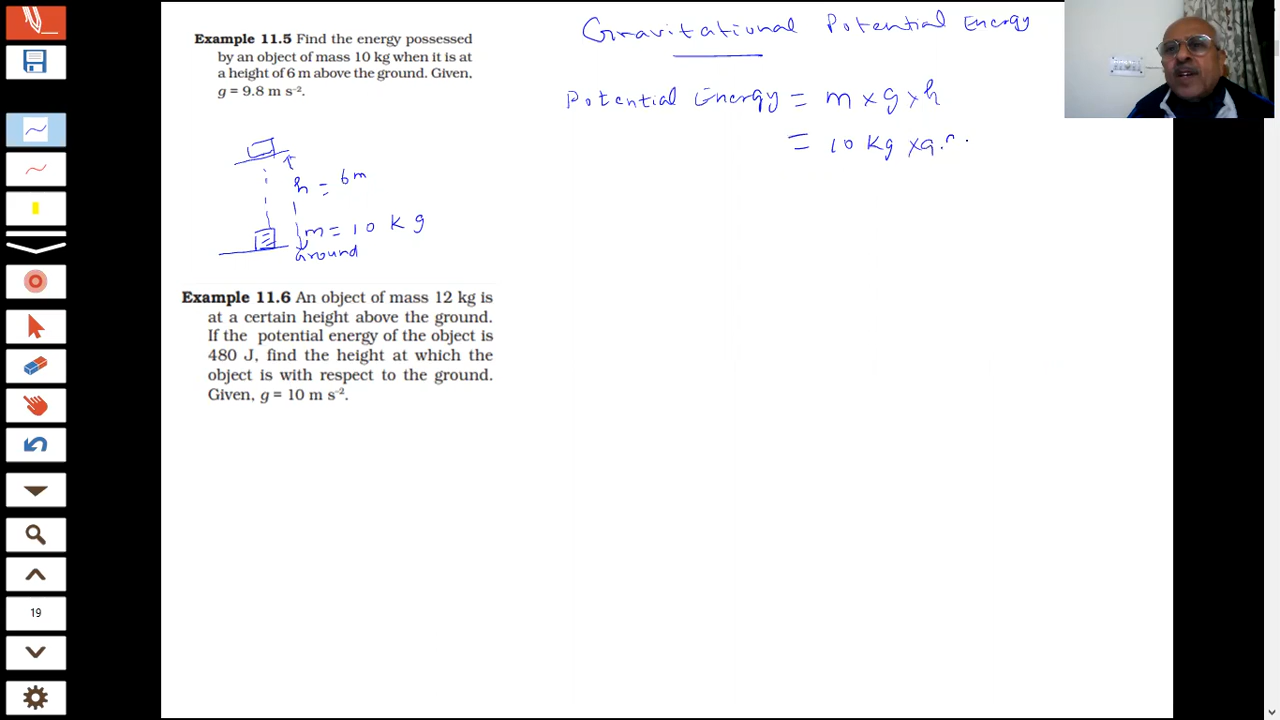 Gravitational Potential Energy
Example 11.5 Find the energy possessed
by an object of mass 10 kg when it is at
a height of 6 m above the ground. Given,
g = 9.8 m s⁻².
Potential Energy = m × g × h
= 10 Kg × 9.
h = 6m
m = 10 Kg
around
Example 11.6 An object of mass 12 kg is
at a certain height above the ground.
If the potential energy of the object is
480 J, find the height at which the
object is with respect to the ground.
Given, g = 10 m s⁻².
19